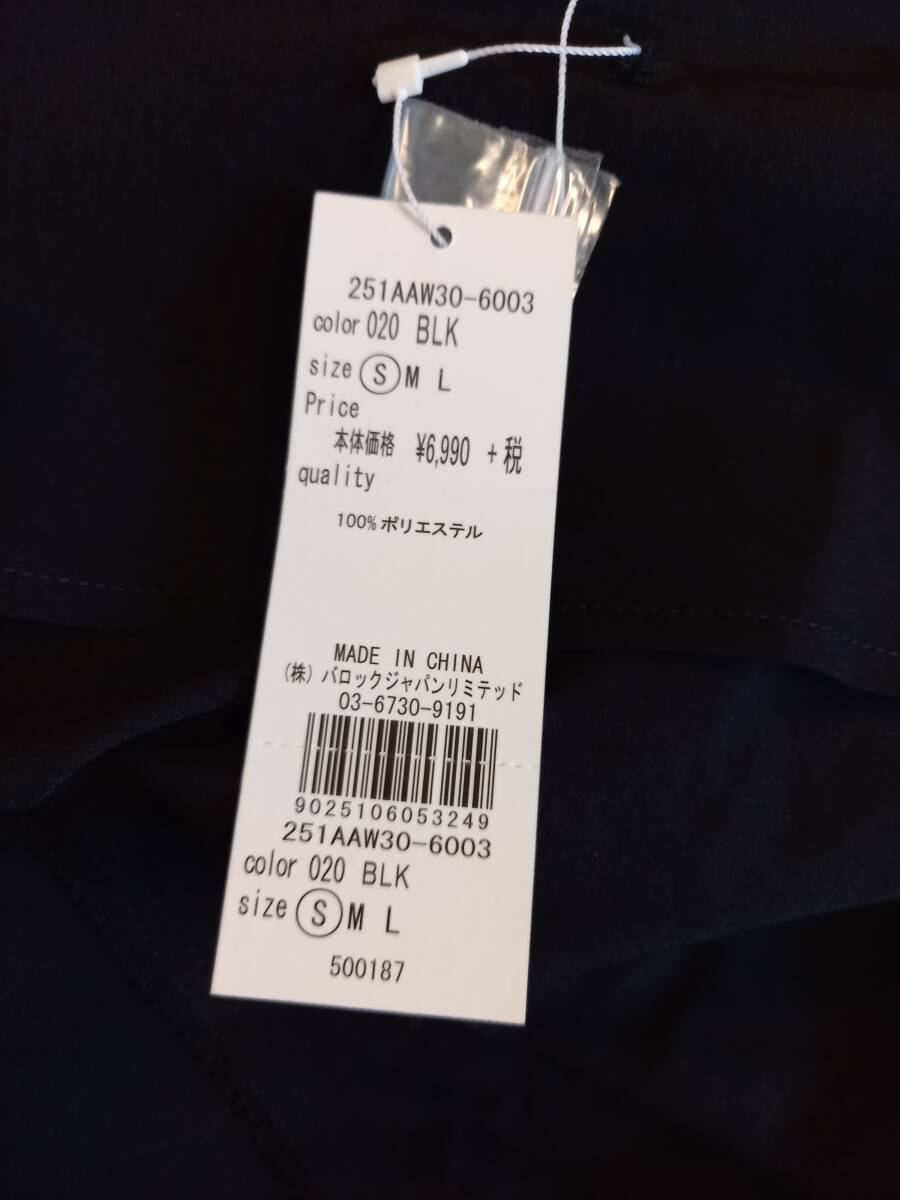 251AAW30-6003
color 020 BLK
size S M L
Price
本体価格 ¥6,990 +税
quality
100%ポリエステル
MADE IN CHINA
(株)バロックジャパンリミテッド
03-6730-9191
9025106053249
251AAW30-6003
color 020 BLK
size S M L
500187